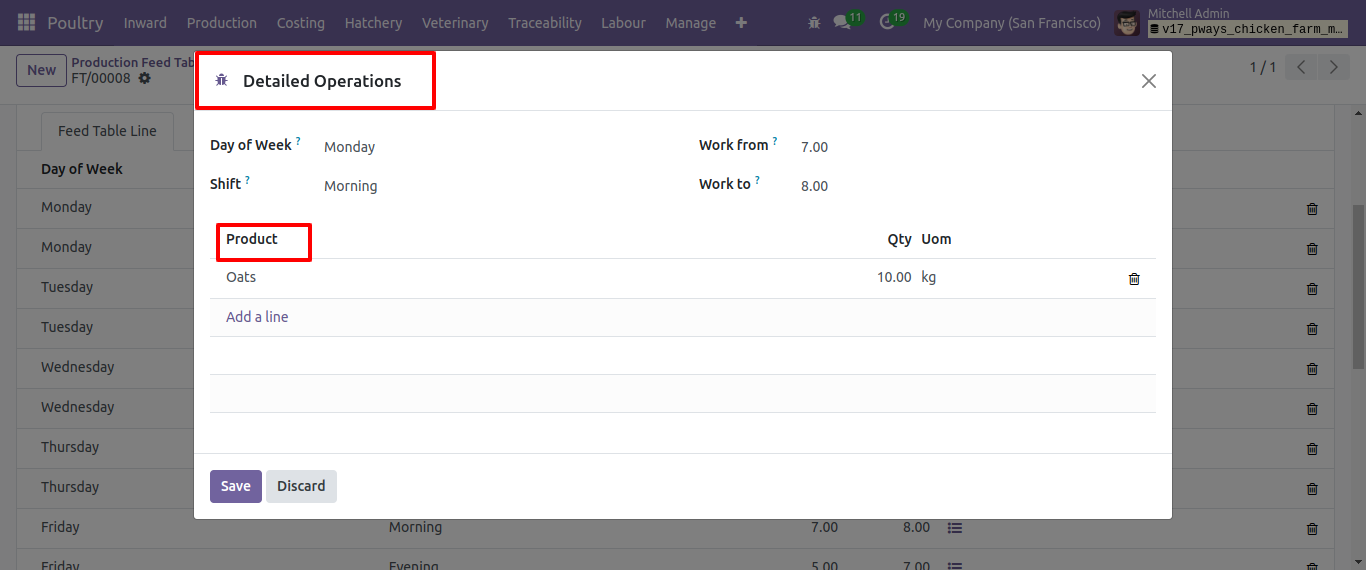 Poultry Inward Production Costing Hatchery Veterinary Traceability Labour Manage + 11 19 My Company (San Francisco) Mitchell Admin
v17_pways_chicken_farm_m...
New Production Feed Tab
FT/00008 1 / 1
Detailed Operations
Feed Table Line
Day of Week
Monday
Monday
Tuesday
Tuesday
Wednesday
Wednesday
Thursday
Thursday
Friday Morning 7.00 8.00
Friday Evening 5.00 7.00
Day of Week ? Monday Work from ? 7.00
Shift ? Morning Work to ? 8.00
Product Qty Uom
Oats 10.00 kg
Add a line
Save Discard